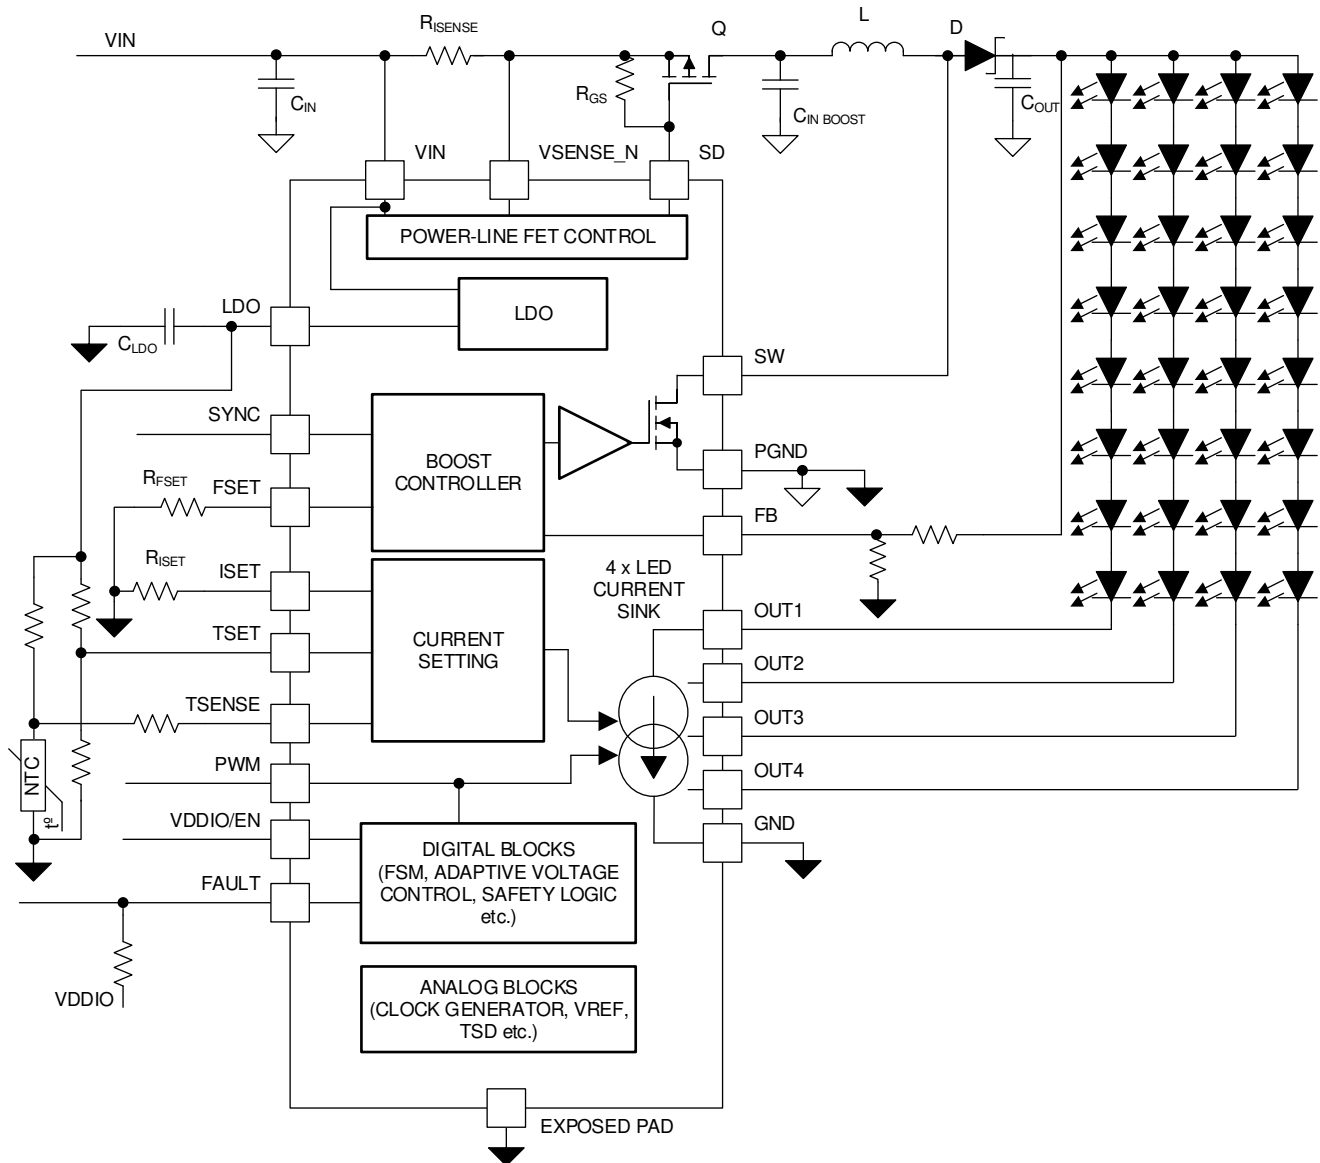 VIN
RISENSE
Q
L
D
CIN
RGS
CIN BOOST
COUT
VIN
VSENSE_N
SD
POWER-LINE FET CONTROL
LDO
LDO
CLDO
SW
SYNC
BOOST
CONTROLLER
PGND
RFSET
FSET
FB
RISET
ISET
4 x LED
CURRENT
SINK
OUT1
TSET
CURRENT
SETTING
OUT2
TSENSE
OUT3
NTC
tº
PWM
OUT4
VDDIO/EN
GND
DIGITAL BLOCKS
(FSM, ADAPTIVE VOLTAGE
CONTROL, SAFETY LOGIC
etc.)
FAULT
VDDIO
ANALOG BLOCKS
(CLOCK GENERATOR, VREF,
TSD etc.)
EXPOSED PAD